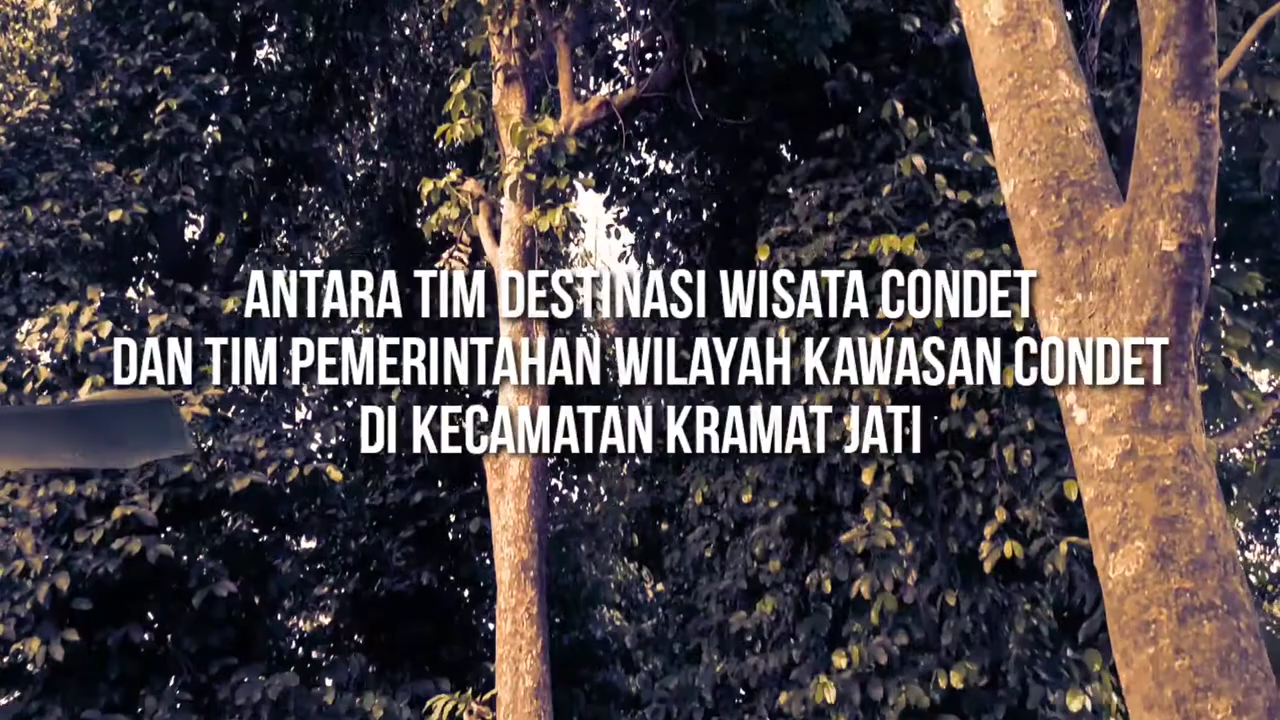 ANTARA TIM DESTINASI WISATA CONDET
DAN TIM PEMERINTAHAN WILAYAH KAWASAN CONDET
DI KECAMATAN KRAMAT JATI